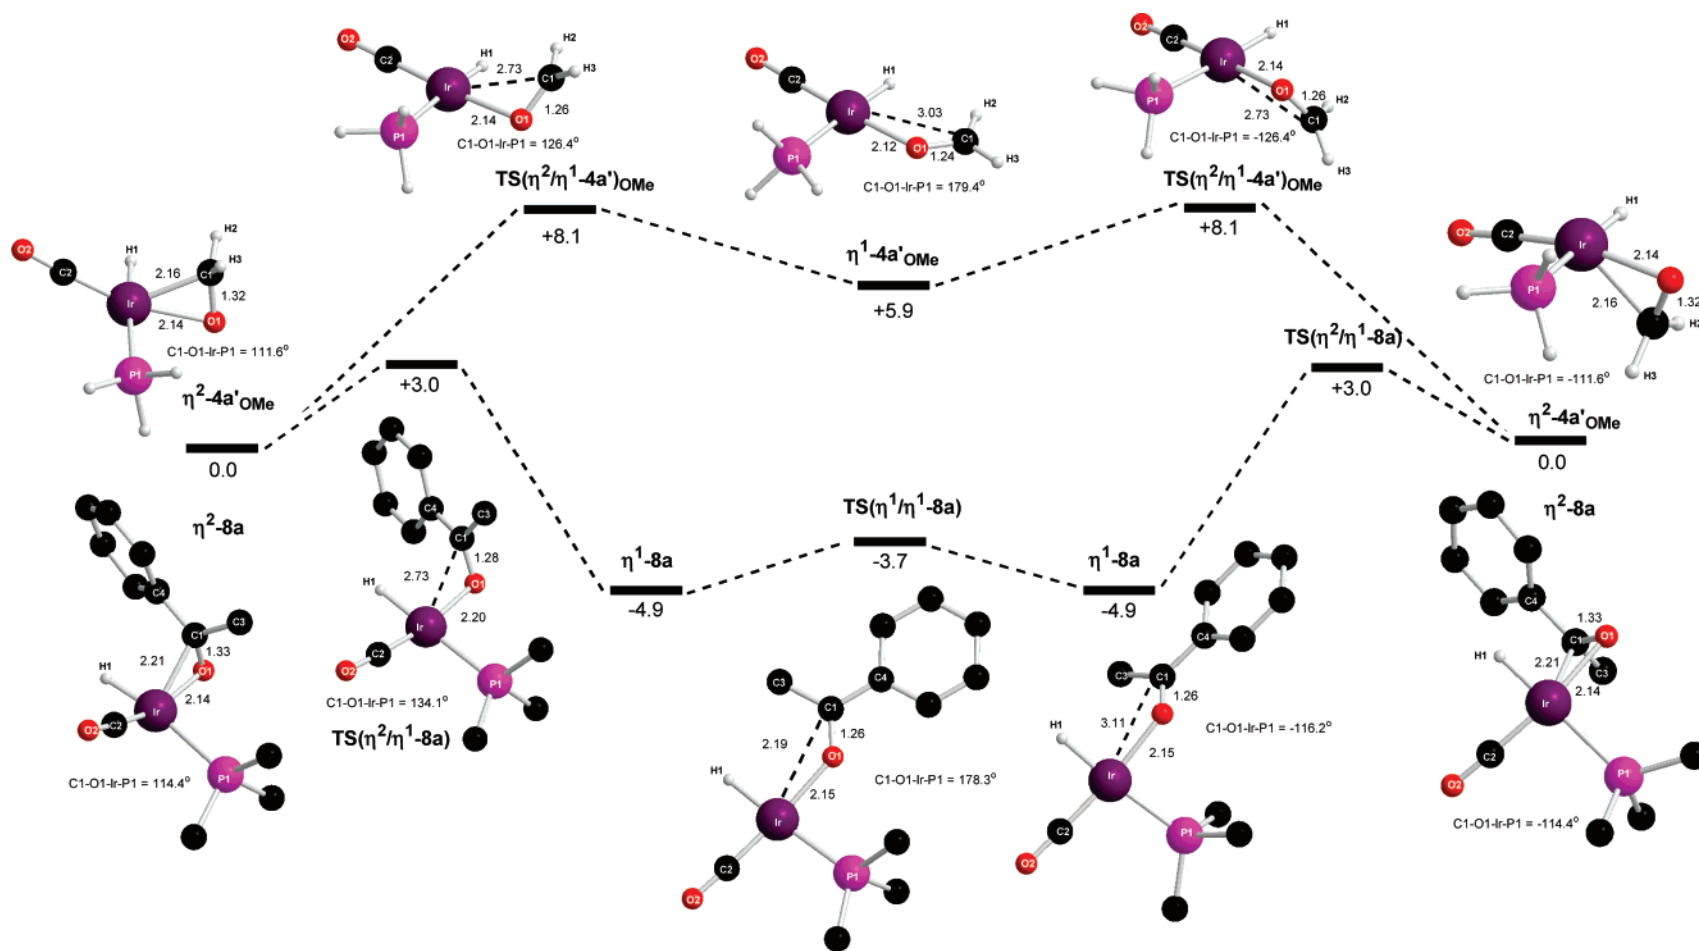 O2
C2
H1
Ir
2.73
H2
H3
C1
1.26
O1
2.14
P1
C1-O1-Ir-P1 = 126.4°
TS(η²/η¹-4a')OMe
+8.1
O2
C2
H1
Ir
3.03
H2
C1
H3
2.12
O1
1.24
P1
C1-O1-Ir-P1 = 179.4°
η¹-4a'OMe
+5.9
O2
C2
H1
Ir
2.14
O1
1.26
H2
2.73
C1
H3
P1
C1-O1-Ir-P1 = -126.4°
TS(η²/η¹-4a')OMe
+8.1
O2
C2
H1
H2
H3
C1
2.16
Ir
1.32
2.14
O1
C1-O1-Ir-P1 = 111.6°
P1
η²-4a'OMe
0.0
+3.0
H1
O2
C2
Ir
2.14
P1
2.16
1.32
H2
H3
C1-O1-Ir-P1 = -111.6°
η²-4a'OMe
0.0
TS(η²/η¹-8a)
+3.0
η²-8a
C4
C1
C3
2.21
1.33
O1
H1
2.14
O2
C2
Ir
P1
C1-O1-Ir-P1 = 114.4°
C4
C3
C1
1.28
2.73
O1
H1
2.20
Ir
C2
O2
P1
C1-O1-Ir-P1 = 134.1°
TS(η²/η¹-8a)
η¹-8a
-4.9
TS(η¹/η¹-8a)
-3.7
C3
C4
C1
1.26
2.19
O1
H1
2.15
C1-O1-Ir-P1 = 178.3°
Ir
C2
P1
O2
η¹-8a
-4.9
C4
C3
C1
1.26
3.11
C1-O1-Ir-P1 = -116.2°
H1
2.15
Ir
C2
P1
O2
η²-8a
C4
1.33
C1
O1
H1
2.21
C3
2.14
Ir
C2
P1
O2
C1-O1-Ir-P1 = -114.4°